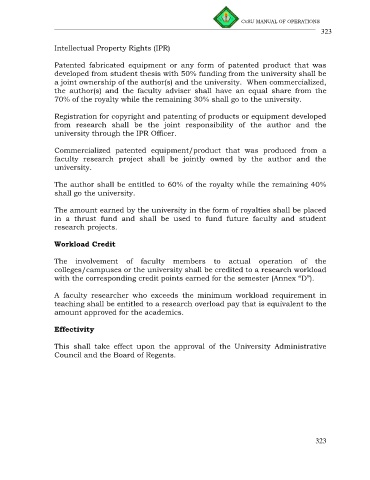 CvSU MANUAL OF OPERATIONS
323
Intellectual Property Rights (IPR)
Patented fabricated equipment or any form of patented product that was
developed from student thesis with 50% funding from the university shall be
a joint ownership of the author(s) and the university. When commercialized,
the author(s) and the faculty adviser shall have an equal share from the
70% of the royalty while the remaining 30% shall go to the university.
Registration for copyright and patenting of products or equipment developed
from research shall be the joint responsibility of the author and the
university through the IPR Officer.
Commercialized patented equipment/product that was produced from a
faculty research project shall be jointly owned by the author and the
university.
The author shall be entitled to 60% of the royalty while the remaining 40%
shall go the university.
The amount earned by the university in the form of royalties shall be placed
in a thrust fund and shall be used to fund future faculty and student
research projects.
Workload Credit
The involvement of faculty members to actual operation of the
colleges/campuses or the university shall be credited to a research workload
with the corresponding credit points earned for the semester (Annex “D”).
A faculty researcher who exceeds the minimum workload requirement in
teaching shall be entitled to a research overload pay that is equivalent to the
amount approved for the academics.
Effectivity
This shall take effect upon the approval of the University Administrative
Council and the Board of Regents.
323